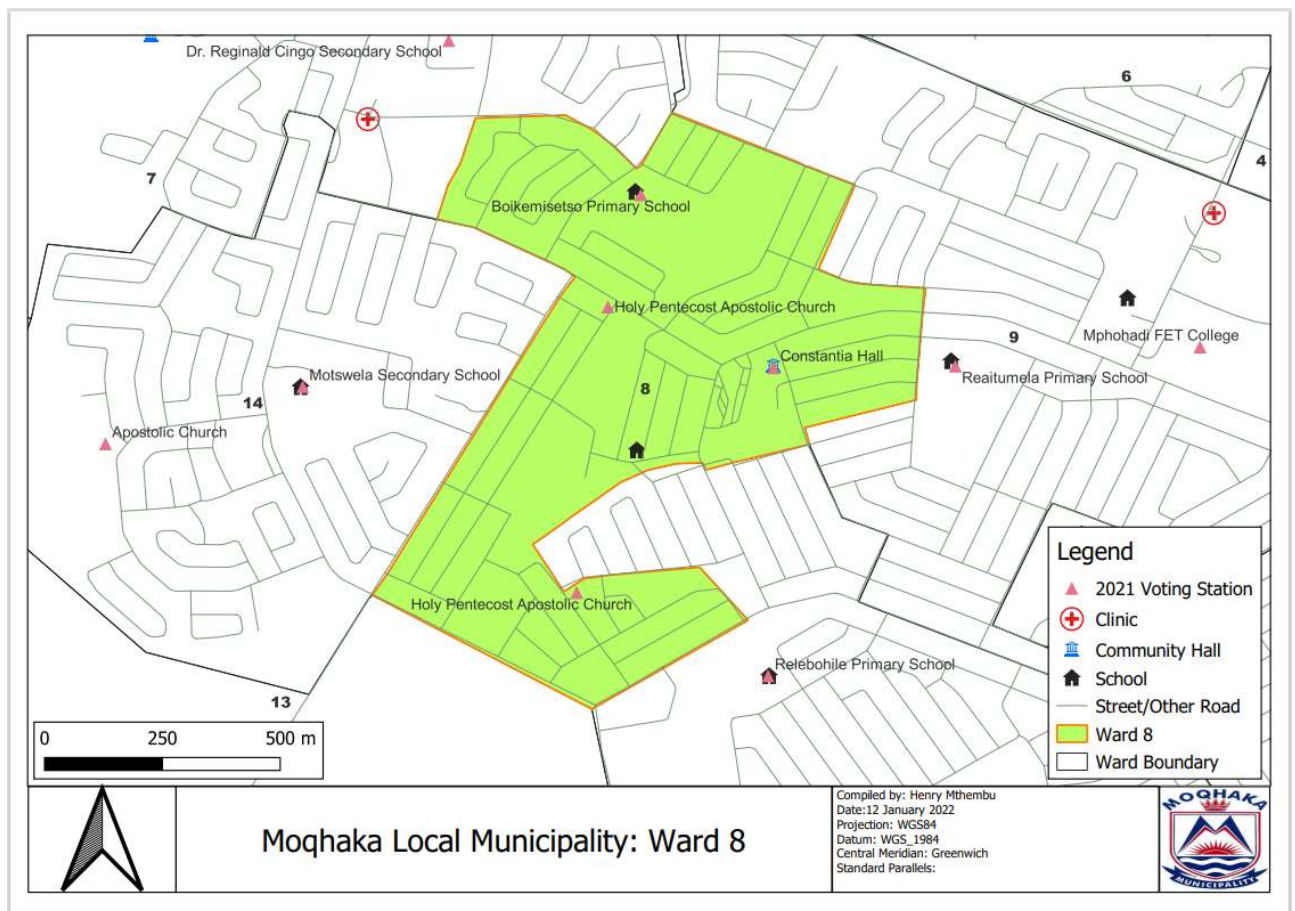 Dr. Reginald Cingo Secondary School
6
4
7
Boikemisetso Primary School
Holy Pentecost Apostolic Church
Mphohadi FET College
9
Constantia Hall
Reaitumela Primary School
Motswela Secondary School
8
14
Apostolic Church
Holy Pentecost Apostolic Church
Relebohile Primary School
13
Legend
2021 Voting Station
Clinic
Community Hall
School
Street/Other Road
Ward 8
Ward Boundary
0 250 500 m
Moqhaka Local Municipality: Ward 8
Compiled by: Henry Mthembu
Date:12 January 2022
Projection: WGS84
Datum: WGS_1984
Central Meridian: Greenwich
Standard Parallels:
MOQHAKA
MUNICIPALITY